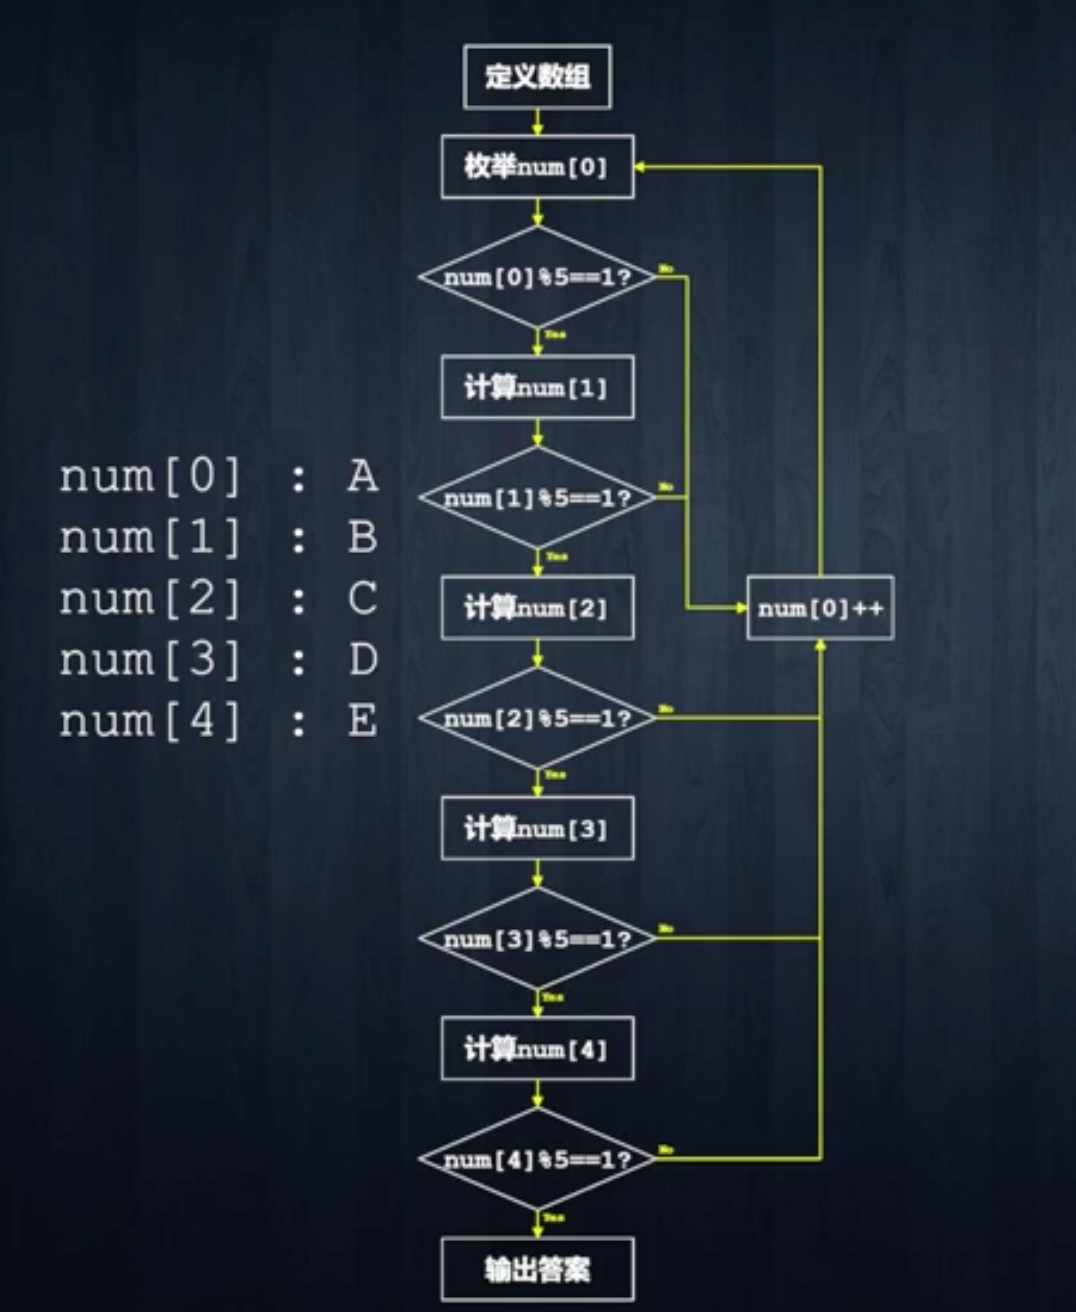 定义数组
枚举num[0]
num[0]%5==1?
No
Yes
计算num[1]
num[1]%5==1?
No
Yes
计算num[2]
num[0]++
num[2]%5==1?
No
Yes
计算num[3]
num[3]%5==1?
No
Yes
计算num[4]
num[4]%5==1?
No
Yes
输出答案
num[0] : A
num[1] : B
num[2] : C
num[3] : D
num[4] : E